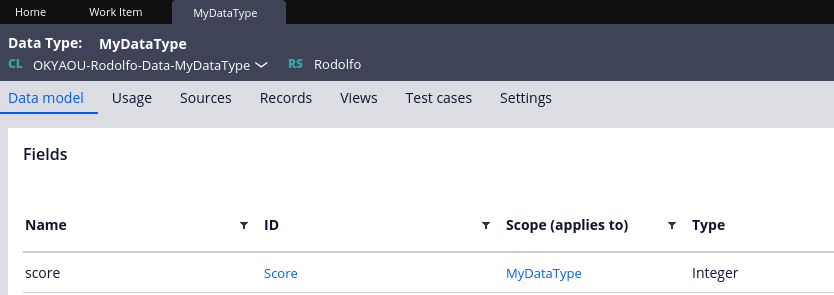 Home Work Item MyDataType
Data Type: MyDataType
CL OKYAOU-Rodolfo-Data-MyDataType RS Rodolfo
Data model Usage Sources Records Views Test cases Settings
Fields
Name ID Scope (applies to) Type
score Score MyDataType Integer